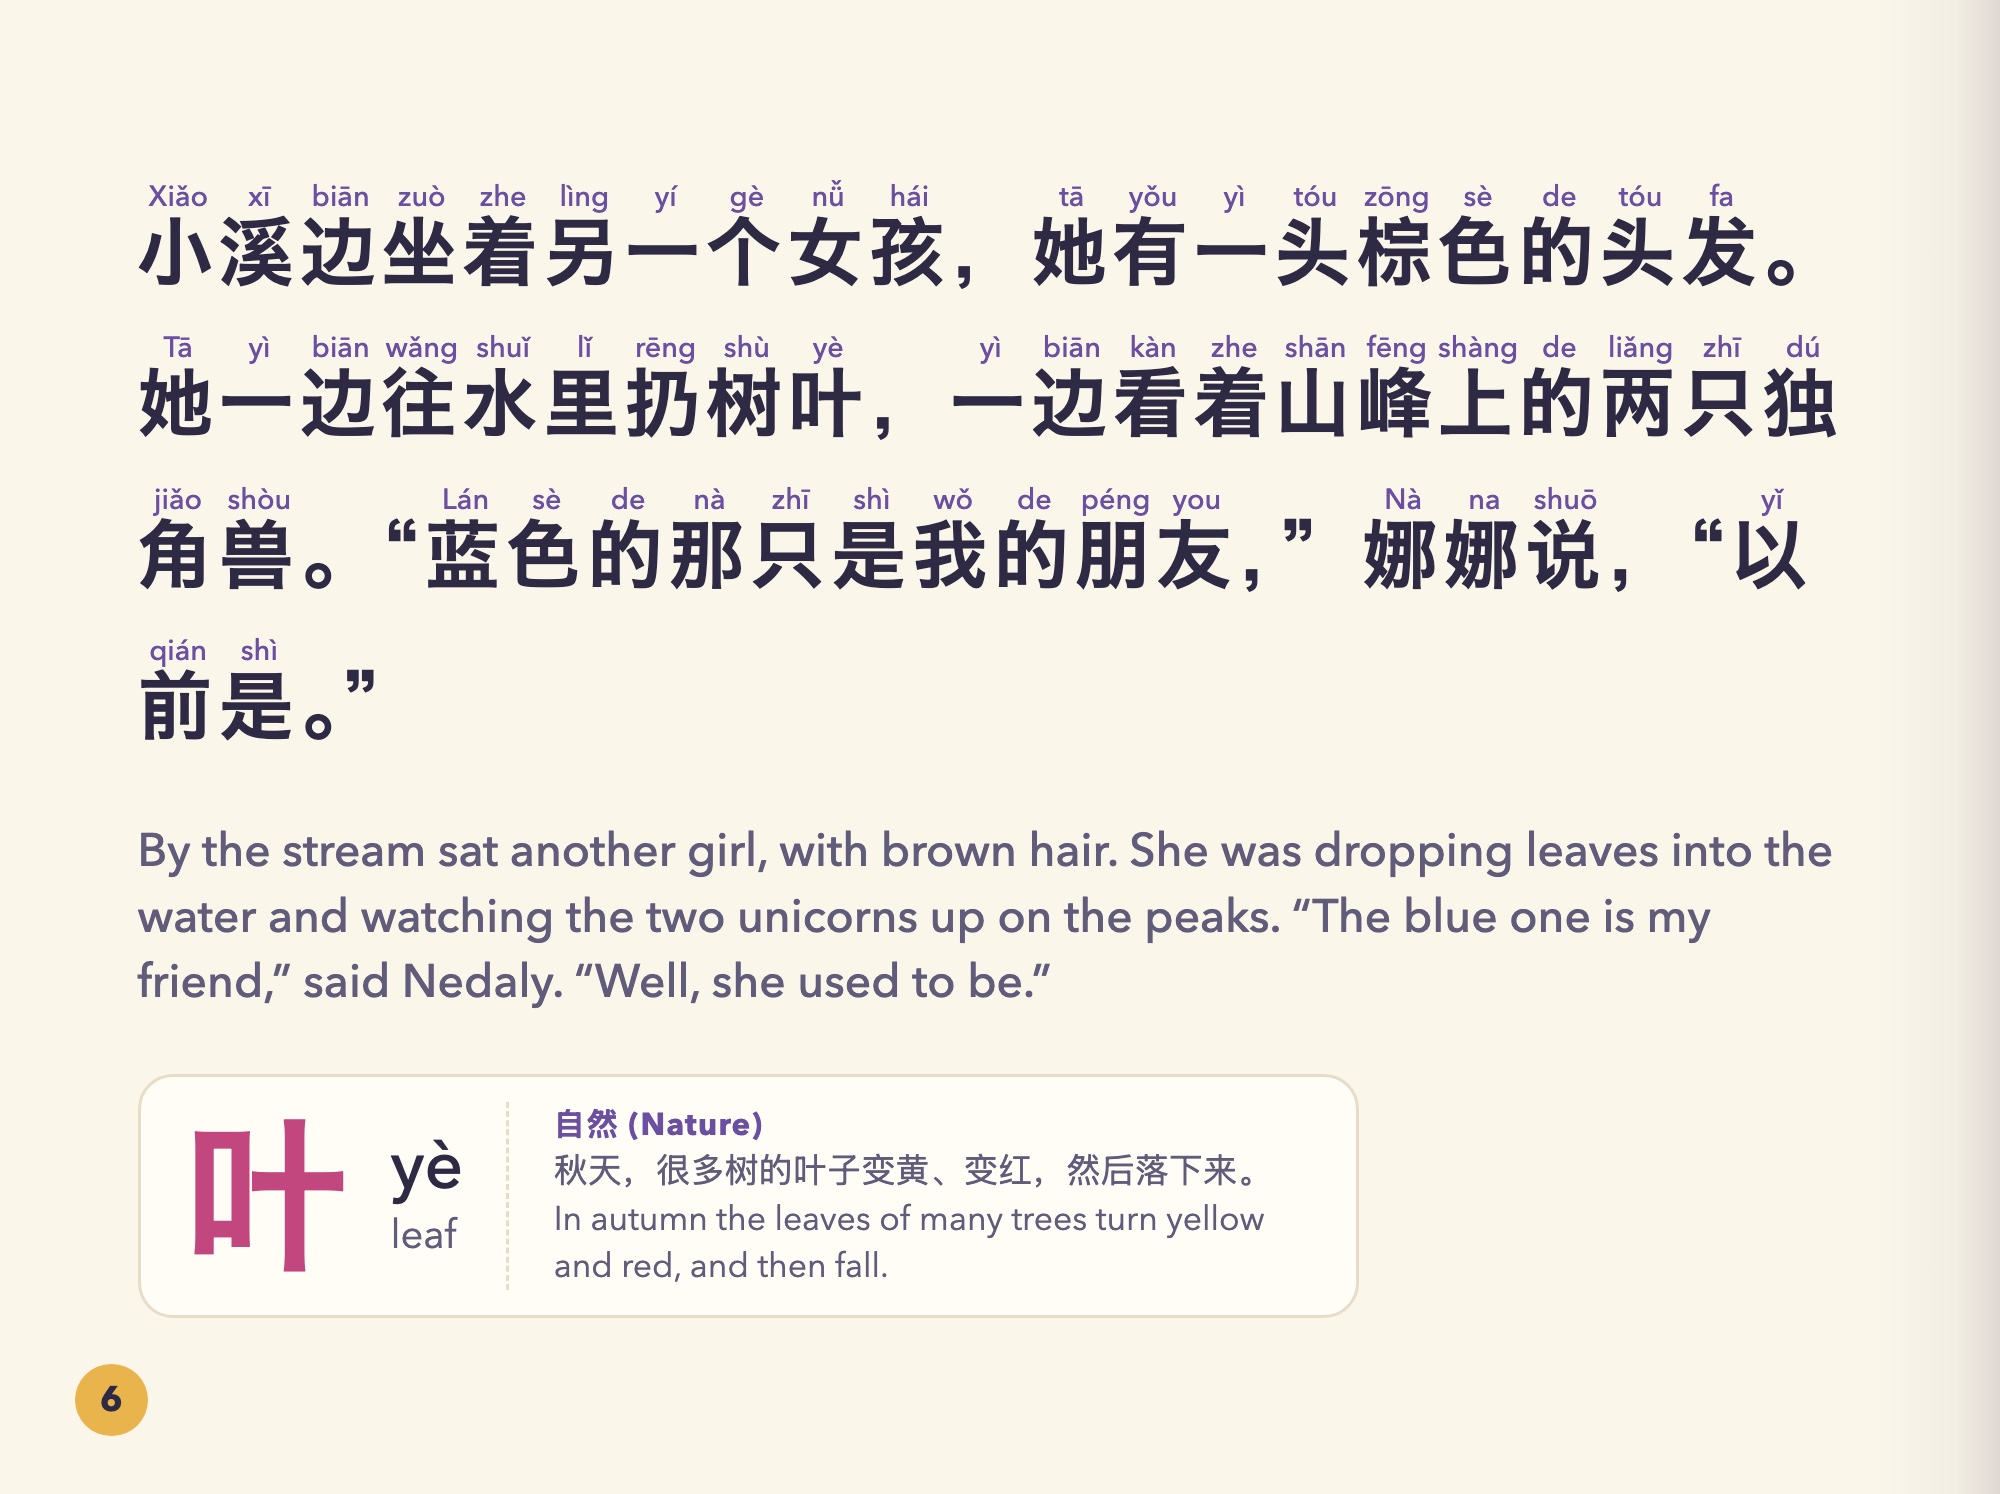 Xiǎo xī biān zuò zhe lìng yí gè nǚ hái tā yǒu yì tóu zōng sè de tóu fa
小溪边坐着另一个女孩，她有一头棕色的头发。
Tā yì biān wǎng shuǐ lǐ rēng shù yè yì biān kàn zhe shān fēng shàng de liǎng zhī dú
她一边往水里扔树叶，一边看着山峰上的两只独
jiǎo shòu Lán sè de nà zhī shì wǒ de péng you Nà na shuō yǐ
角兽。“蓝色的那只是我的朋友，”娜娜说，“以
qián shì
前是。”
By the stream sat another girl, with brown hair. She was dropping leaves into the
water and watching the two unicorns up on the peaks. “The blue one is my
friend,” said Nedaly. “Well, she used to be.”
叶
yè
leaf
自然 (Nature)
秋天，很多树的叶子变黄、变红，然后落下来。
In autumn the leaves of many trees turn yellow
and red, and then fall.
6